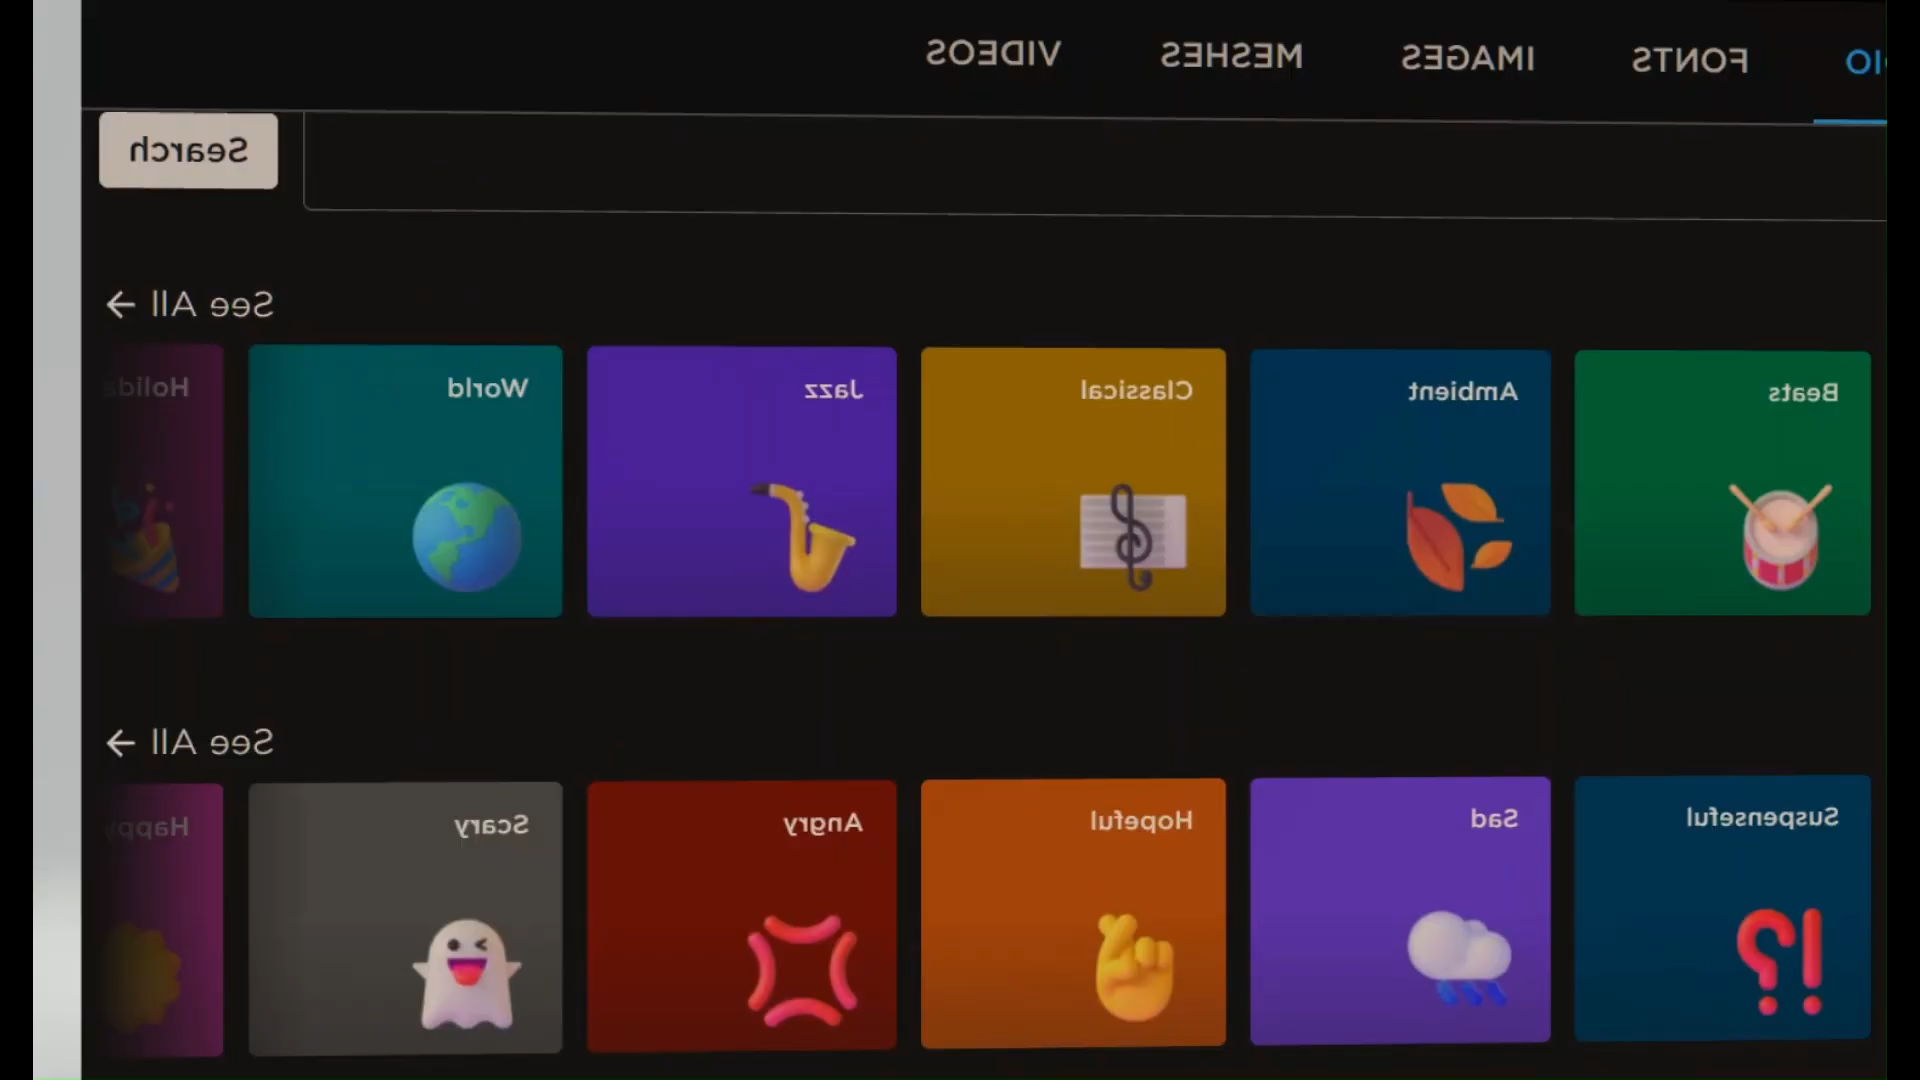 FONTS IMAGES MESHES VIDEOS
Search
See All →
Beats Ambient Classical Jazz World
See All →
Suspenseful Sad Hopeful Angry Scary Happy